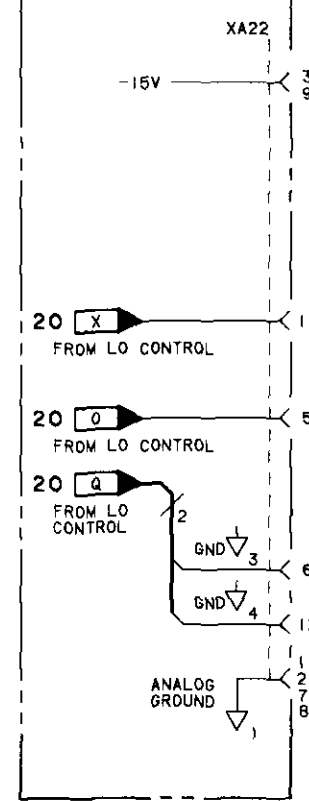 XA22
-15V
3
9
20 X
FROM LO CONTROL
1
20 O
FROM LO CONTROL
5
20 Q
FROM LO
CONTROL
2
GND
3
6
GND
4
ANALOG
GROUND
2
7
8
1